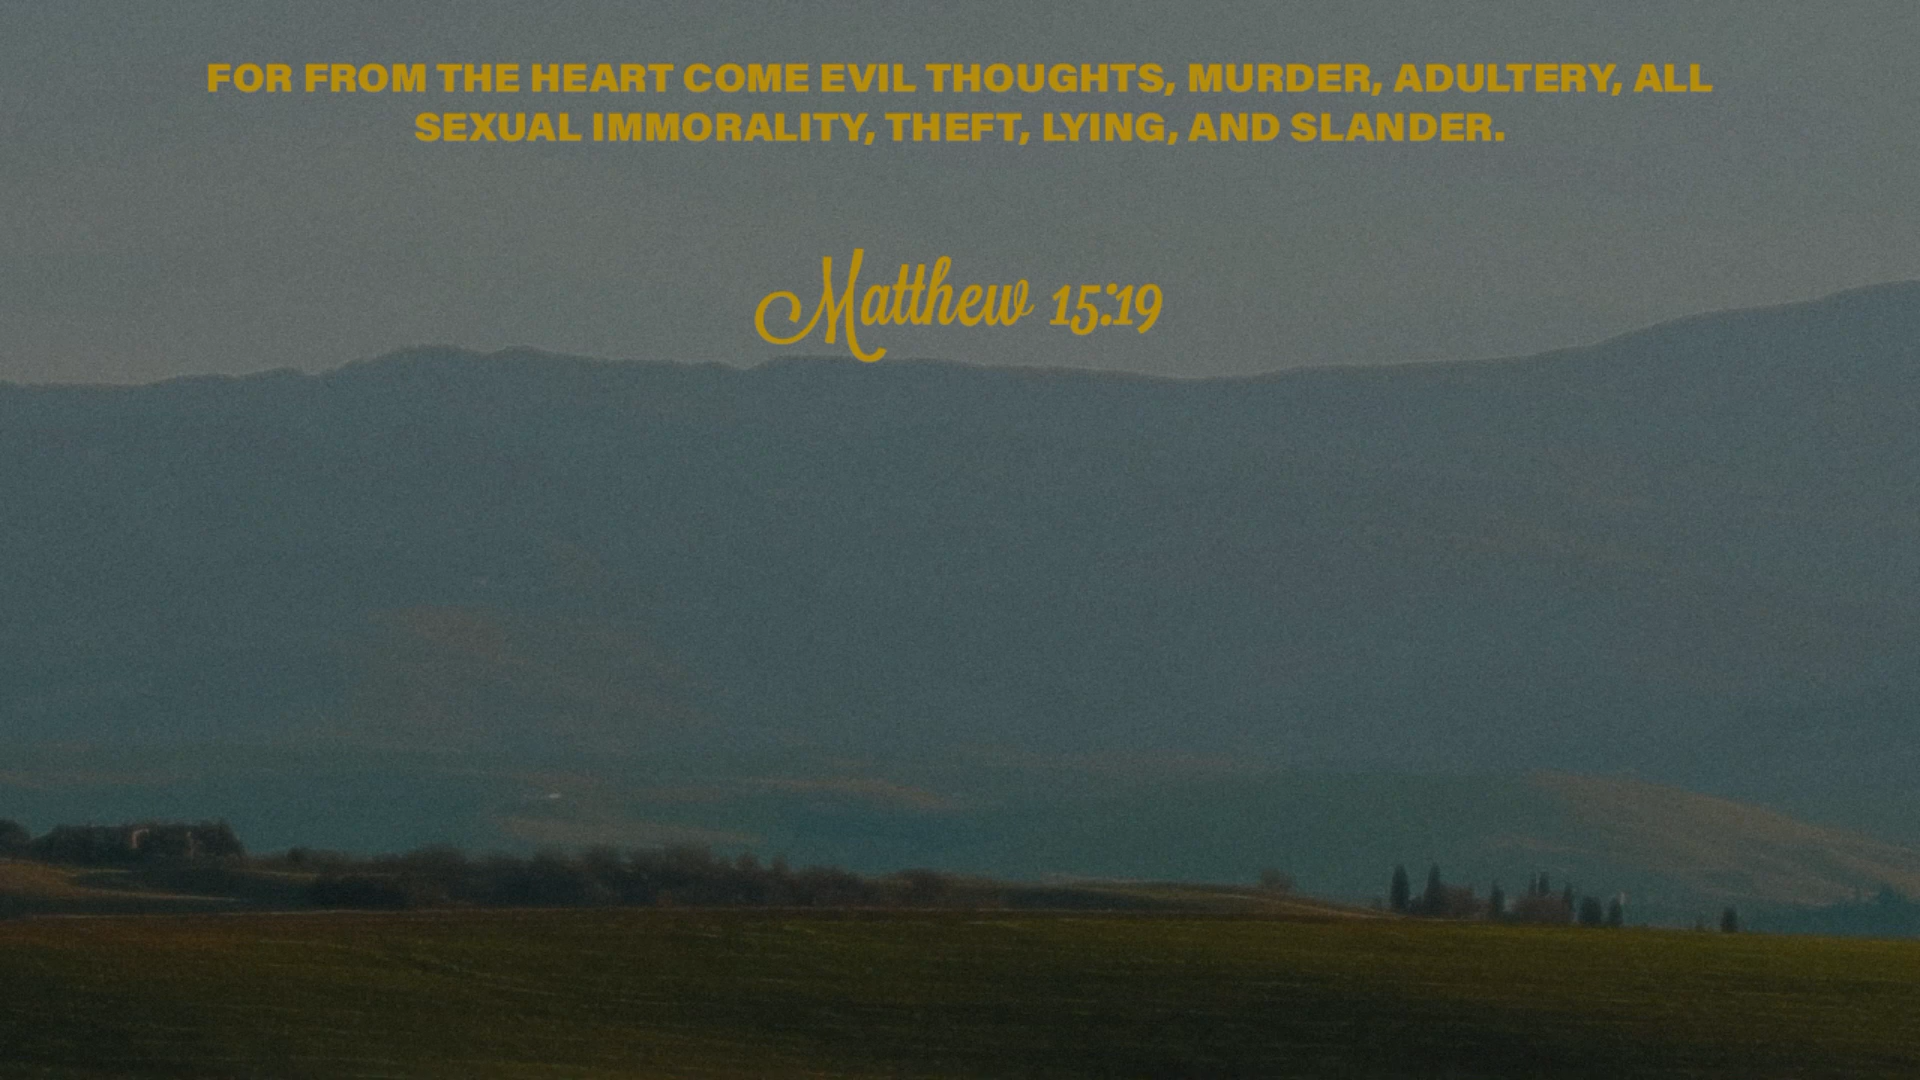 FOR FROM THE HEART COME EVIL THOUGHTS, MURDER, ADULTERY, ALL
SEXUAL IMMORALITY, THEFT, LYING, AND SLANDER.
Matthew 15:19